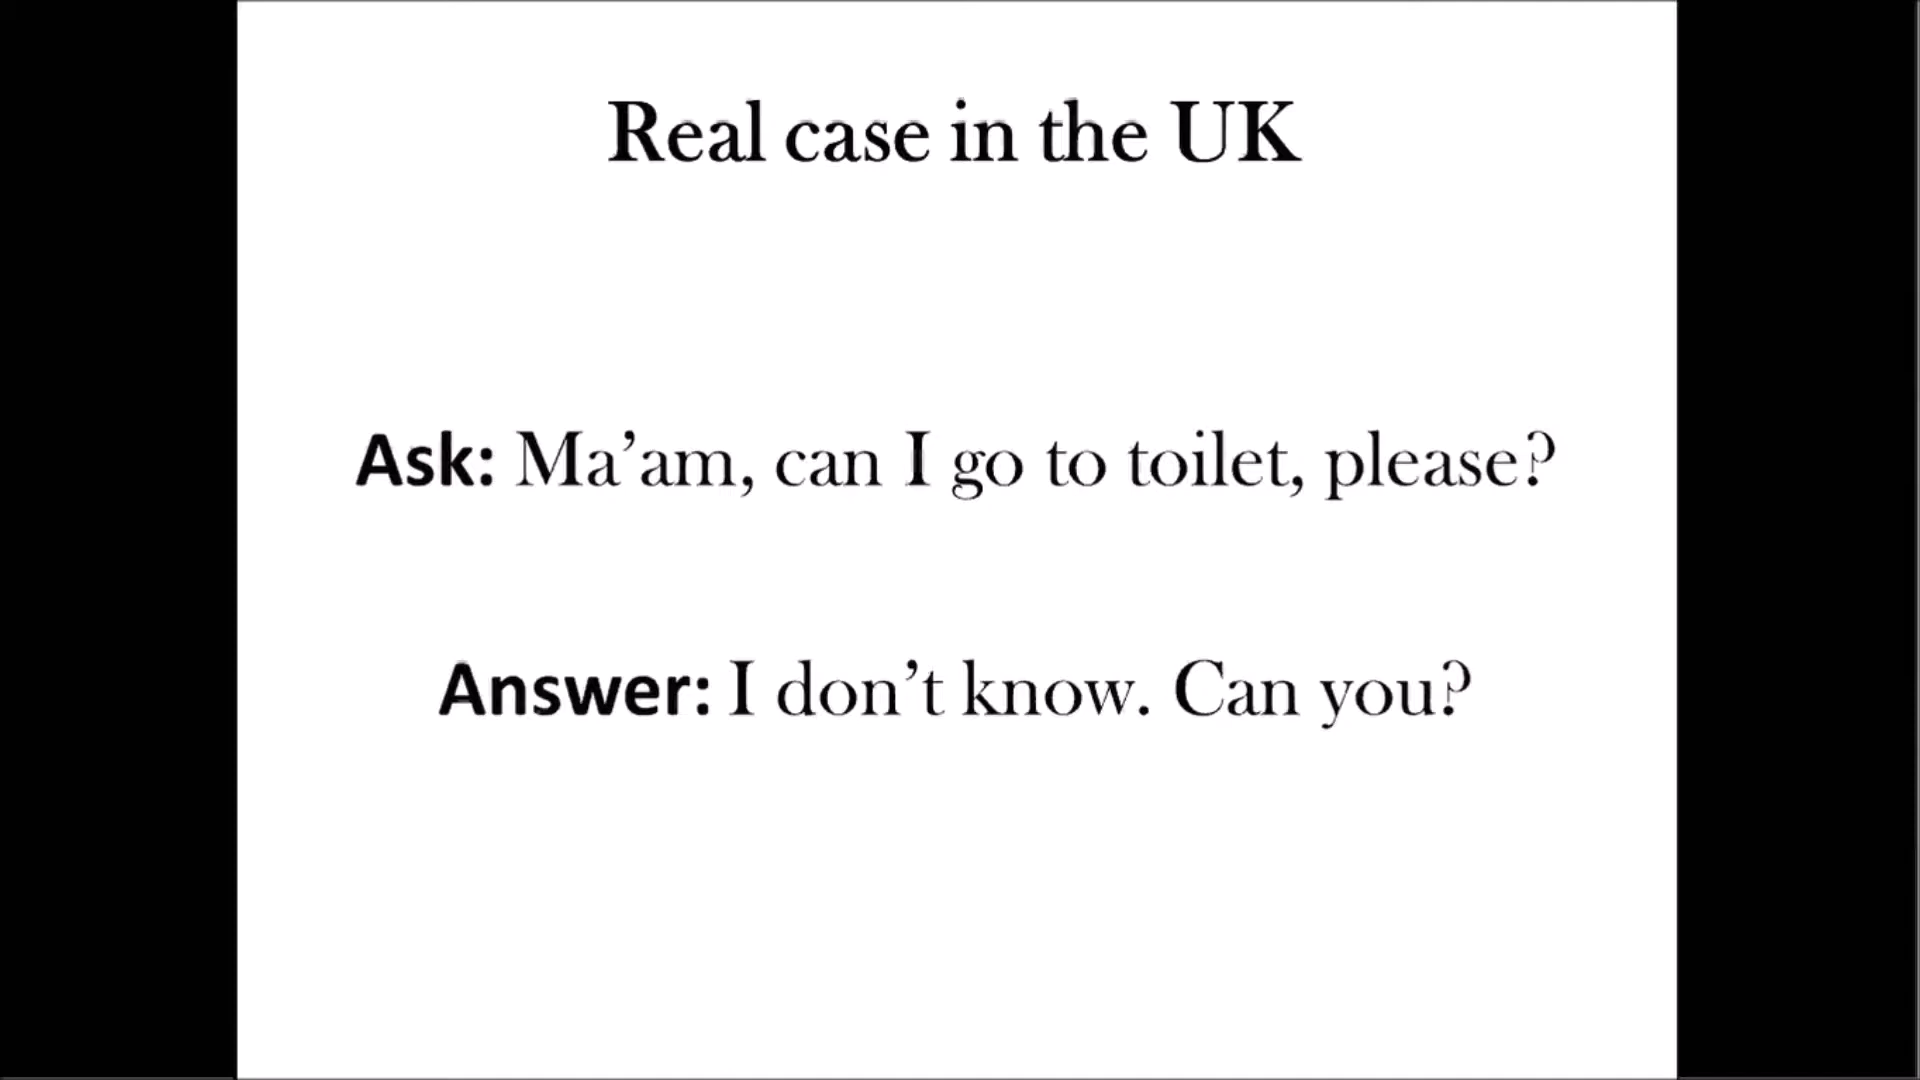 Real case in the UK
Ask: Ma’am, can I go to toilet, please?
Answer: I don’t know. Can you?